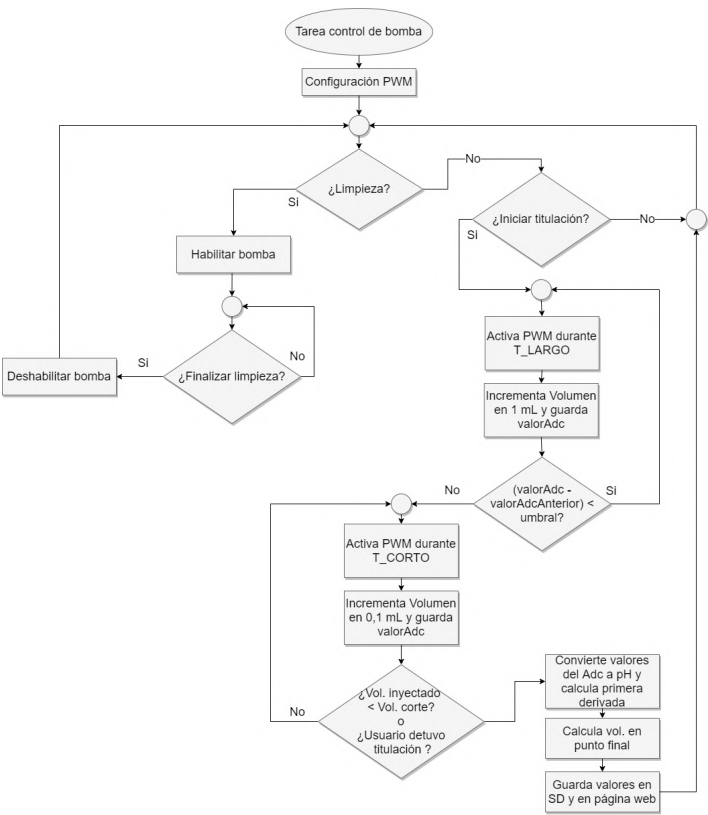 Tarea control de bomba
Configuración PWM
¿Limpieza?
No
Si
¿Iniciar titulación?
No
Si
Habilitar bomba
¿Finalizar limpieza?
No
Si
Deshabilitar bomba
Activa PWM durante
T_LARGO
Incrementa Volumen
en 1 mL y guarda
valorAdc
(valorAdc -
valorAdcAnterior) <
umbral?
Si
No
Activa PWM durante
T_CORTO
Incrementa Volumen
en 0,1 mL y guarda
valorAdc
¿Vol. inyectado
< Vol. corte?
o
¿Usuario detuvo
titulación ?
No
Convierte valores
del Adc a pH y
calcula primera
derivada
Calcula vol. en
punto final
Guarda valores en
SD y en página web